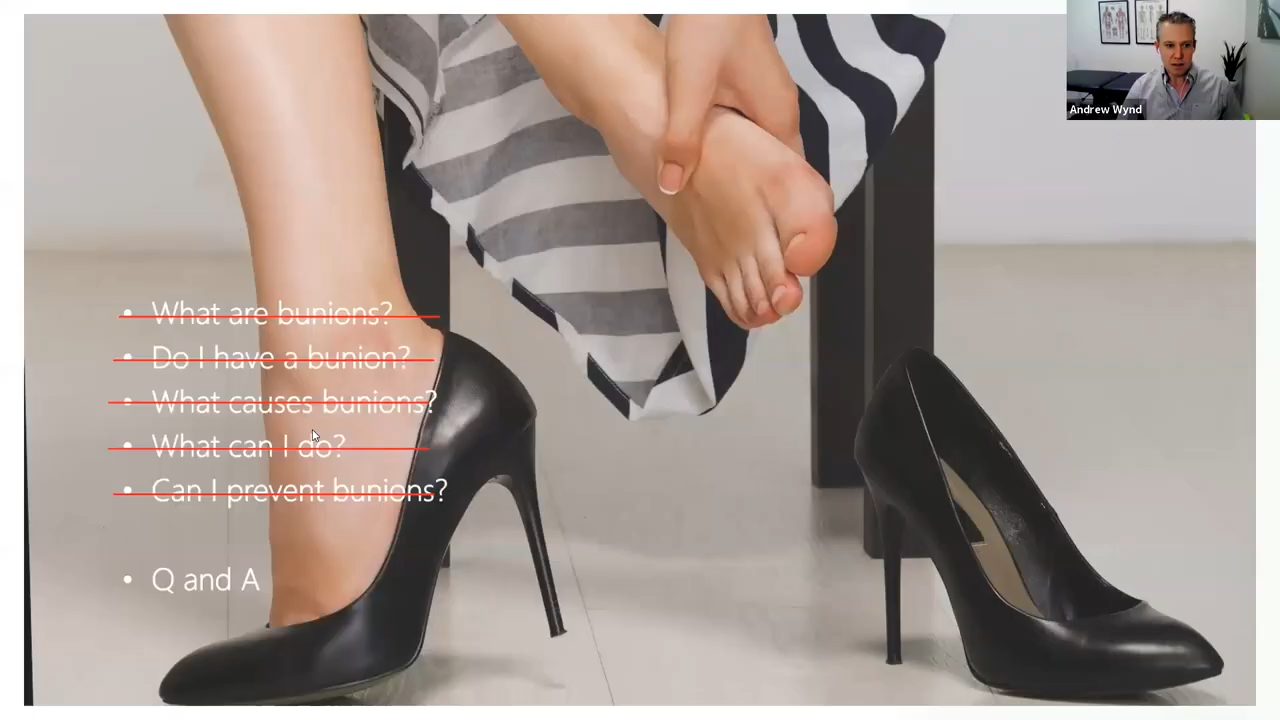 Andrew Wynd
• What are bunions?
• Do I have a bunion?
• What causes bunions?
• What can I do?
• Can I prevent bunions?
• Q and A